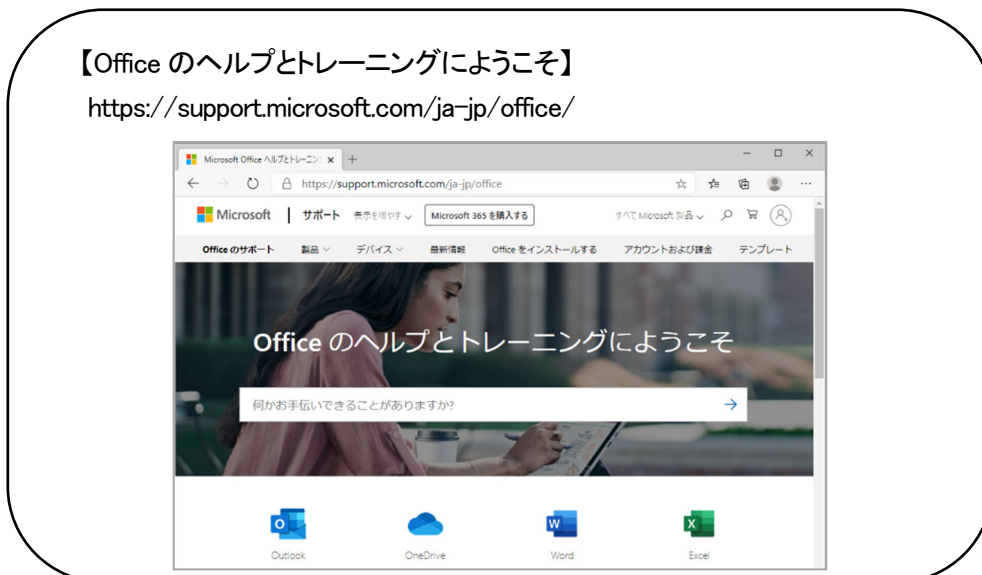 【Office のヘルプとトレーニングにようこそ】
https://support.microsoft.com/ja-jp/office/
Microsoft Office ヘルプとトレーニン
https://support.microsoft.com/ja-jp/office
Microsoft サポート 表示を増やす Microsoft 365 を購入する すべて Microsoft 製品
Office のサポート 製品 デバイス 最新情報 Office をインストールする アカウントおよび課金 テンプレート
Office のヘルプとトレーニングにようこそ
何かお手伝いできることがありますか?
Outlook OneDrive Word Excel